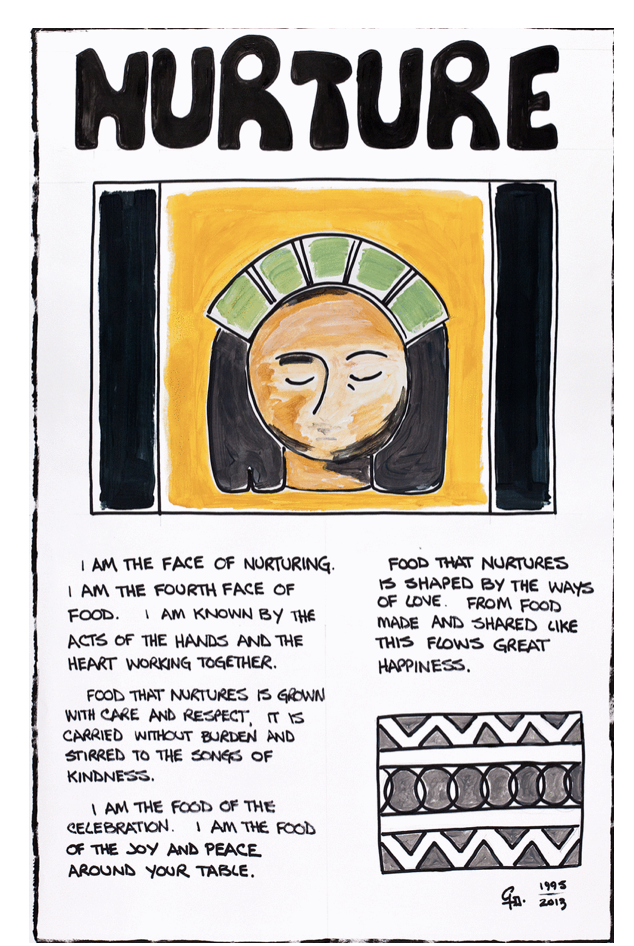 NURTURE
I AM THE FACE OF NURTURING.
I AM THE FOURTH FACE OF
FOOD. I AM KNOWN BY THE
ACTS OF THE HANDS AND THE
HEART WORKING TOGETHER.
FOOD THAT NURTURES IS GROWN
WITH CARE AND RESPECT, IT IS
CARRIED WITHOUT BURDEN AND
STIRRED TO THE SONGS OF
KINDNESS.
I AM THE FOOD OF THE
CELEBRATION. I AM THE FOOD
OF THE JOY AND PEACE
AROUND YOUR TABLE.
FOOD THAT NURTURES
IS SHAPED BY THE WAYS
OF LOVE. FROM FOOD
MADE AND SHARED LIKE
THIS FLOWS GREAT
HAPPINESS.
1995
2013